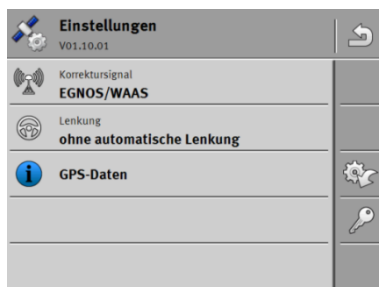 Einstellungen
V01.10.01
Korrektursignal
EGNOS/WAAS
Lenkung
ohne automatische Lenkung
GPS-Daten